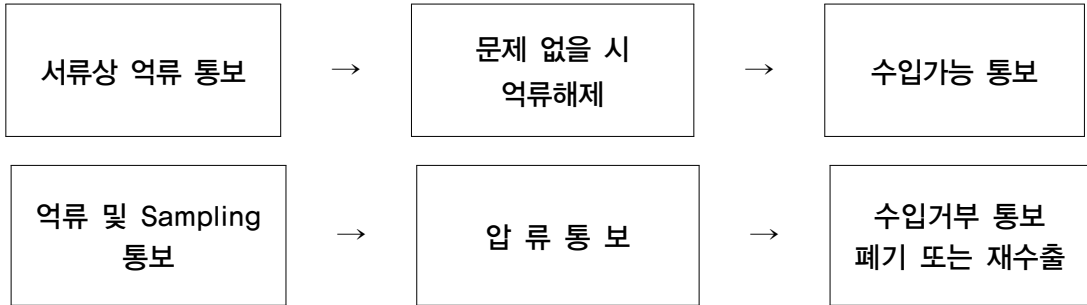 서류상 억류 통보
→
문제 없을 시
억류해제
→
수입가능 통보
억류 및 Sampling
통보
→
압 류 통 보
→
수입거부 통보
폐기 또는 재수출